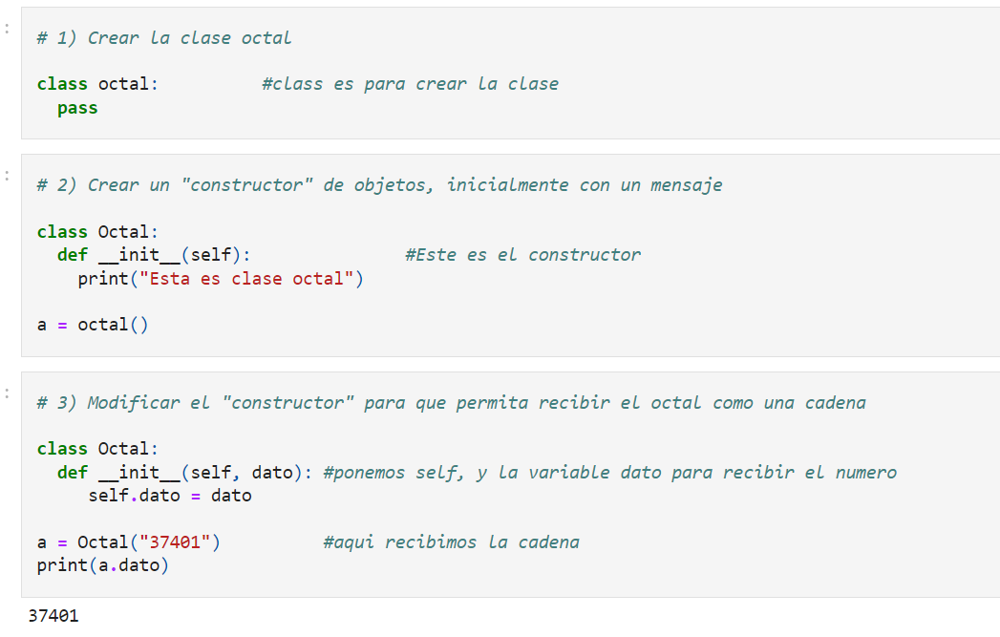 :
# 1) Crear la clase octal
class octal:          #class es para crear la clase
  pass
:
# 2) Crear un "constructor" de objetos, inicialmente con un mensaje
class Octal:
  def __init__(self):               #Este es el constructor
    print("Esta es clase octal")
a = octal()
:
# 3) Modificar el "constructor" para que permita recibir el octal como una cadena
class Octal:
  def __init__(self, dato): #ponemos self, y la variable dato para recibir el numero
     self.dato = dato
a = Octal("37401")          #aqui recibimos la cadena
print(a.dato)
37401